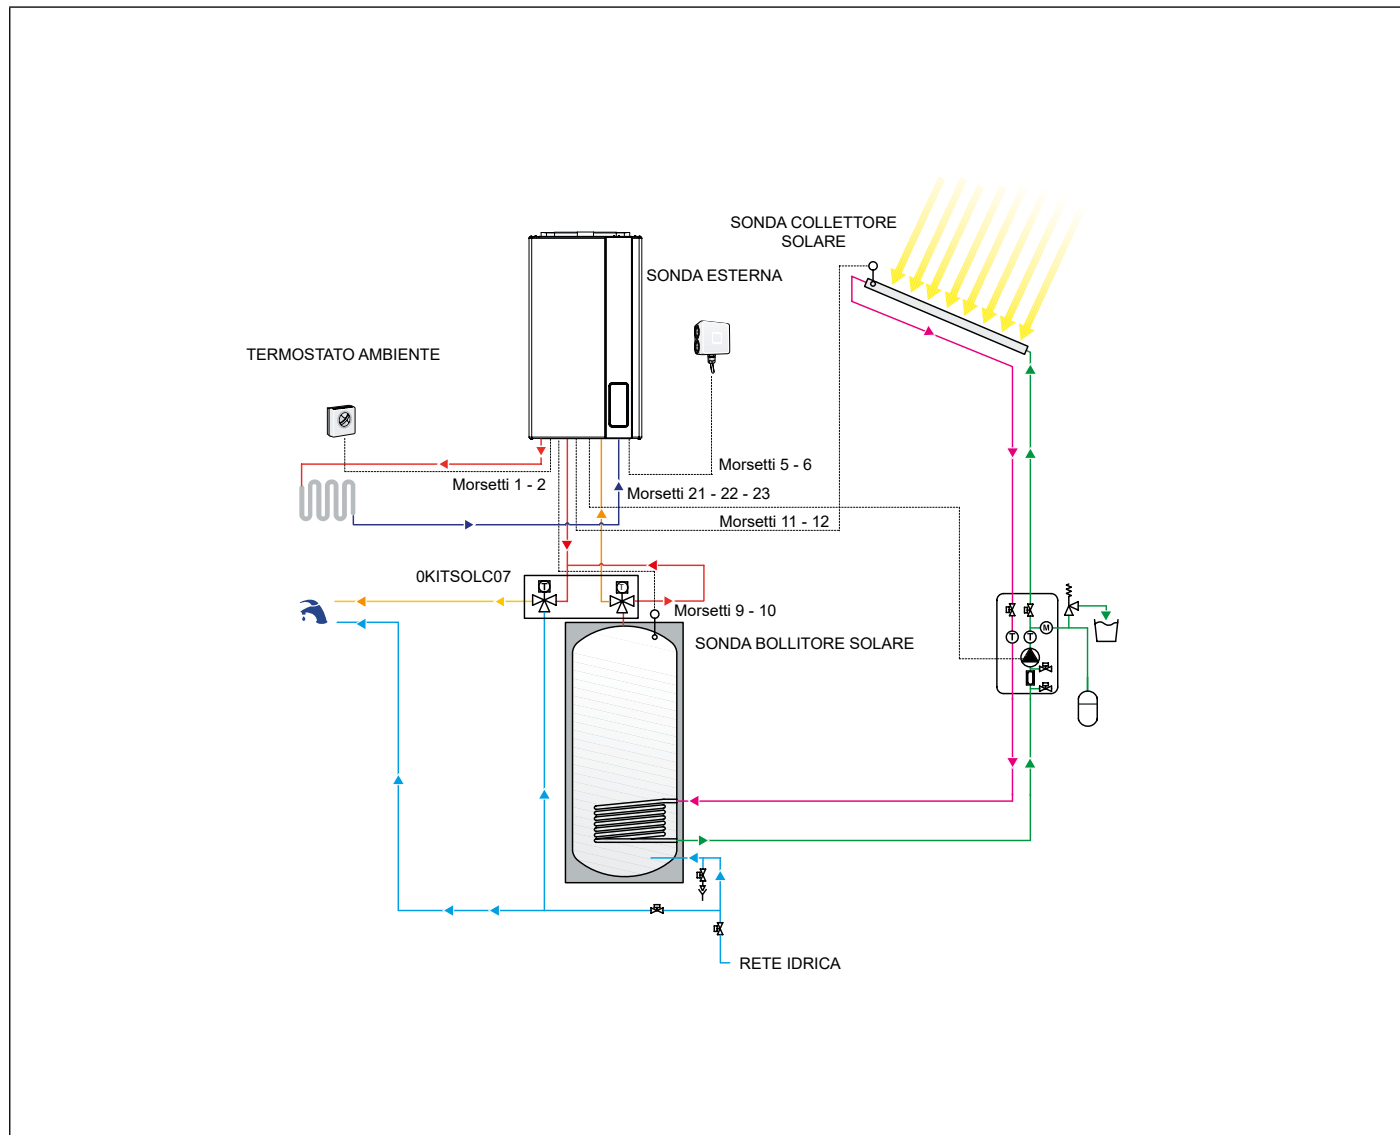 SONDA COLLETTORE
SOLARE
SONDA ESTERNA
TERMOSTATO AMBIENTE
Morsetti 5 - 6
Morsetti 1 - 2
Morsetti 21 - 22 - 23
Morsetti 11 - 12
0KITSOLC07
T
T
Morsetti 9 - 10
SONDA BOLLITORE SOLARE
M
T
T
RETE IDRICA